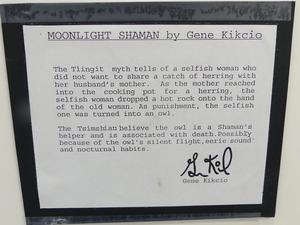 MOONLIGHT SHAMAN by Gene Kikcio
The Tlingit myth tells of a selfish woman who
did not want to share a catch of herring with
her husband's mother. As the mother reached
into the cooking pot for a herring, the
selfish woman dropped a hot rock onto the hand
of the old woman. As punishment, the selfish
one was turned into an owl.
The Tsimshian believe the owl is a Shaman's
helper and is associated with death. Possibly
because of the owl's silent flight, eerie sound
and nocturnal habits.
Gene Kikcio